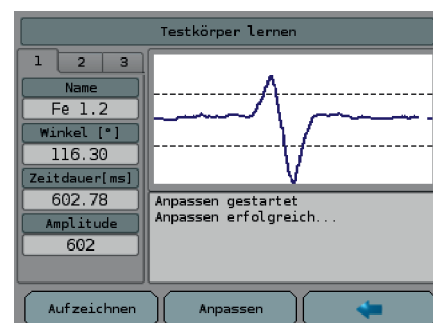 Testkörper lernen
1 2 3
Name
Fe 1.2
Winkel [°]
116.30
Zeitdauer[ms]
602.78
Amplitude
602
Anpassen gestartet
Anpassen erfolgreich...
Aufzeichnen Anpassen